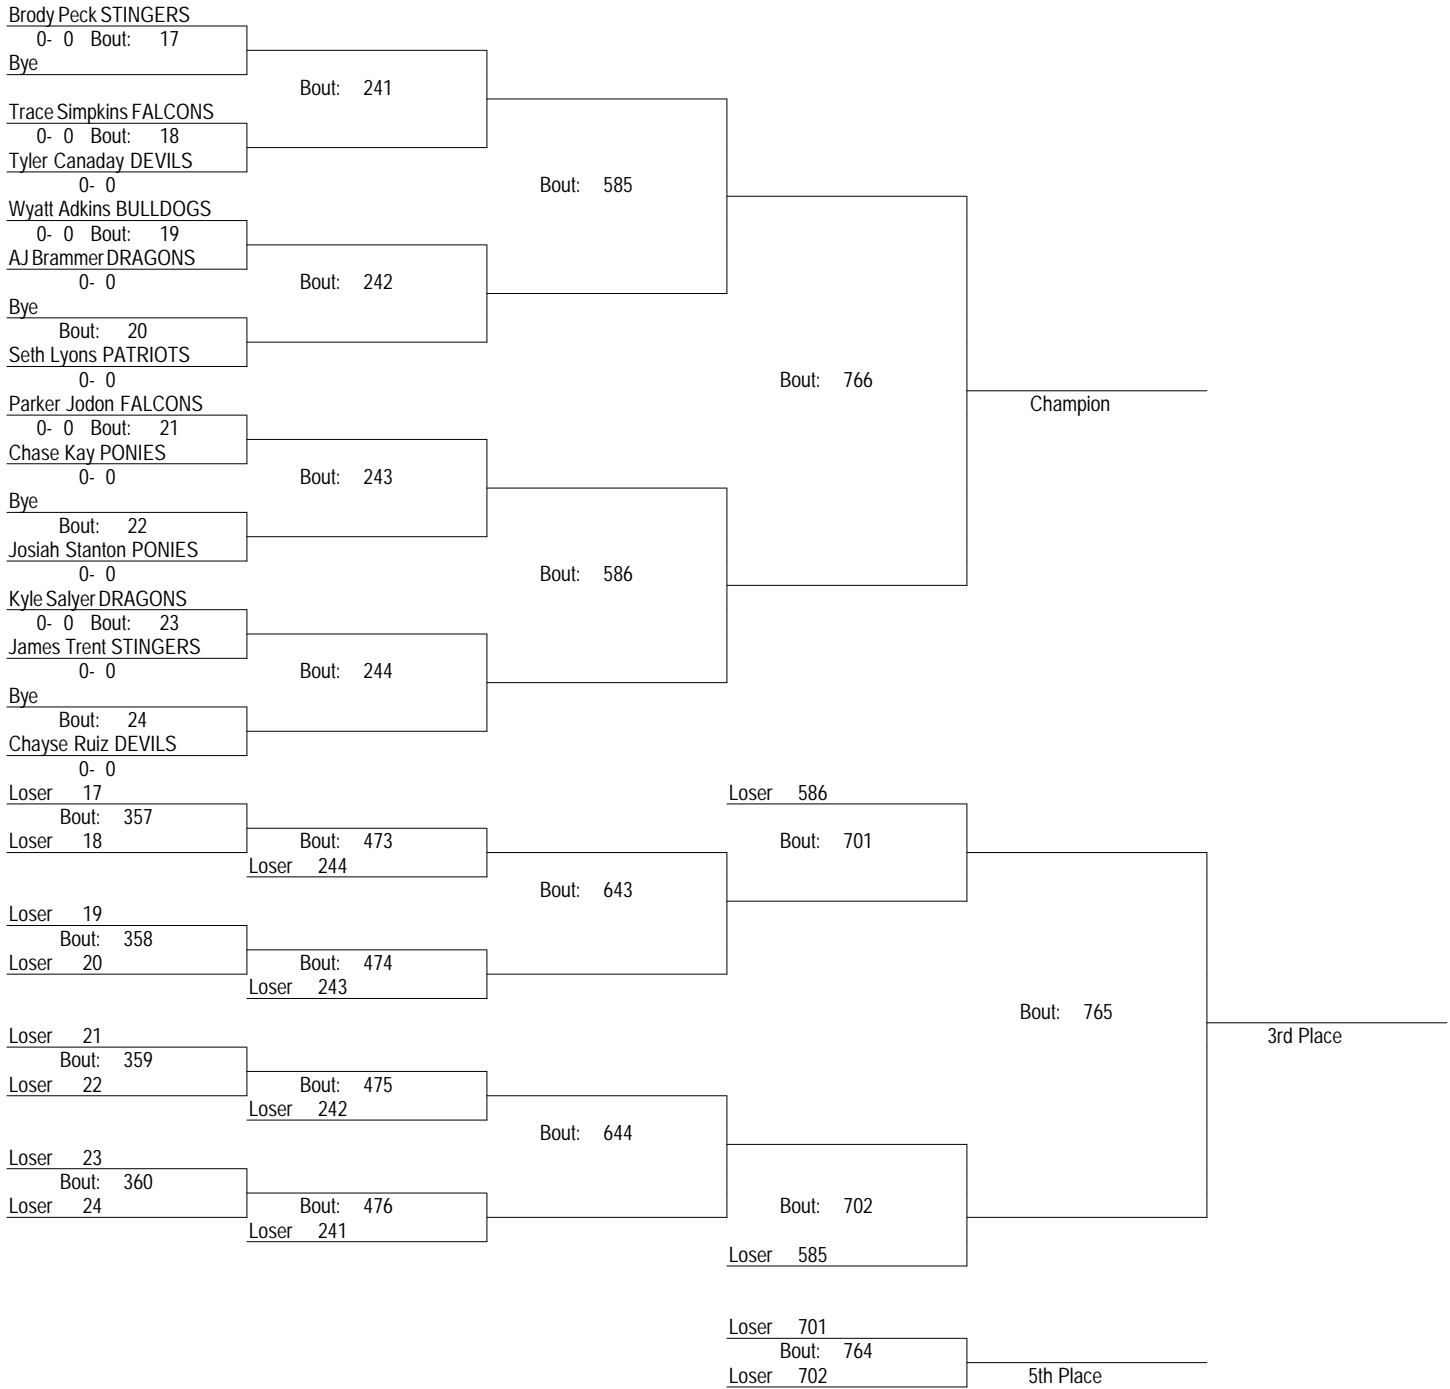 Brody Peck STINGERS
0- 0 Bout: 17
Bye
Bout: 241
Trace Simpkins FALCONS
0- 0 Bout: 18
Tyler Canaday DEVILS
0- 0
Bout: 585
Wyatt Adkins BULLDOGS
0- 0 Bout: 19
AJ Brammer DRAGONS
0- 0
Bout: 242
Bye
Bout: 20
Seth Lyons PATRIOTS
0- 0
Bout: 766
Parker Jodon FALCONS
Champion
0- 0 Bout: 21
Chase Kay PONIES
0- 0
Bout: 243
Bye
Bout: 22
Josiah Stanton PONIES
0- 0
Bout: 586
Kyle Salyer DRAGONS
0- 0 Bout: 23
James Trent STINGERS
0- 0
Bout: 244
Bye
Bout: 24
Chayse Ruiz DEVILS
0- 0
Loser 17
Loser 586
Bout: 357
Loser 18
Bout: 473
Bout: 701
Loser 244
Bout: 643
Loser 19
Bout: 358
Loser 20
Bout: 474
Loser 243
Bout: 765
Loser 21
3rd Place
Bout: 359
Loser 22
Bout: 475
Loser 242
Bout: 644
Loser 23
Bout: 360
Loser 24
Bout: 476
Bout: 702
Loser 241
Loser 585
Loser 701
Bout: 764
Loser 702
5th Place